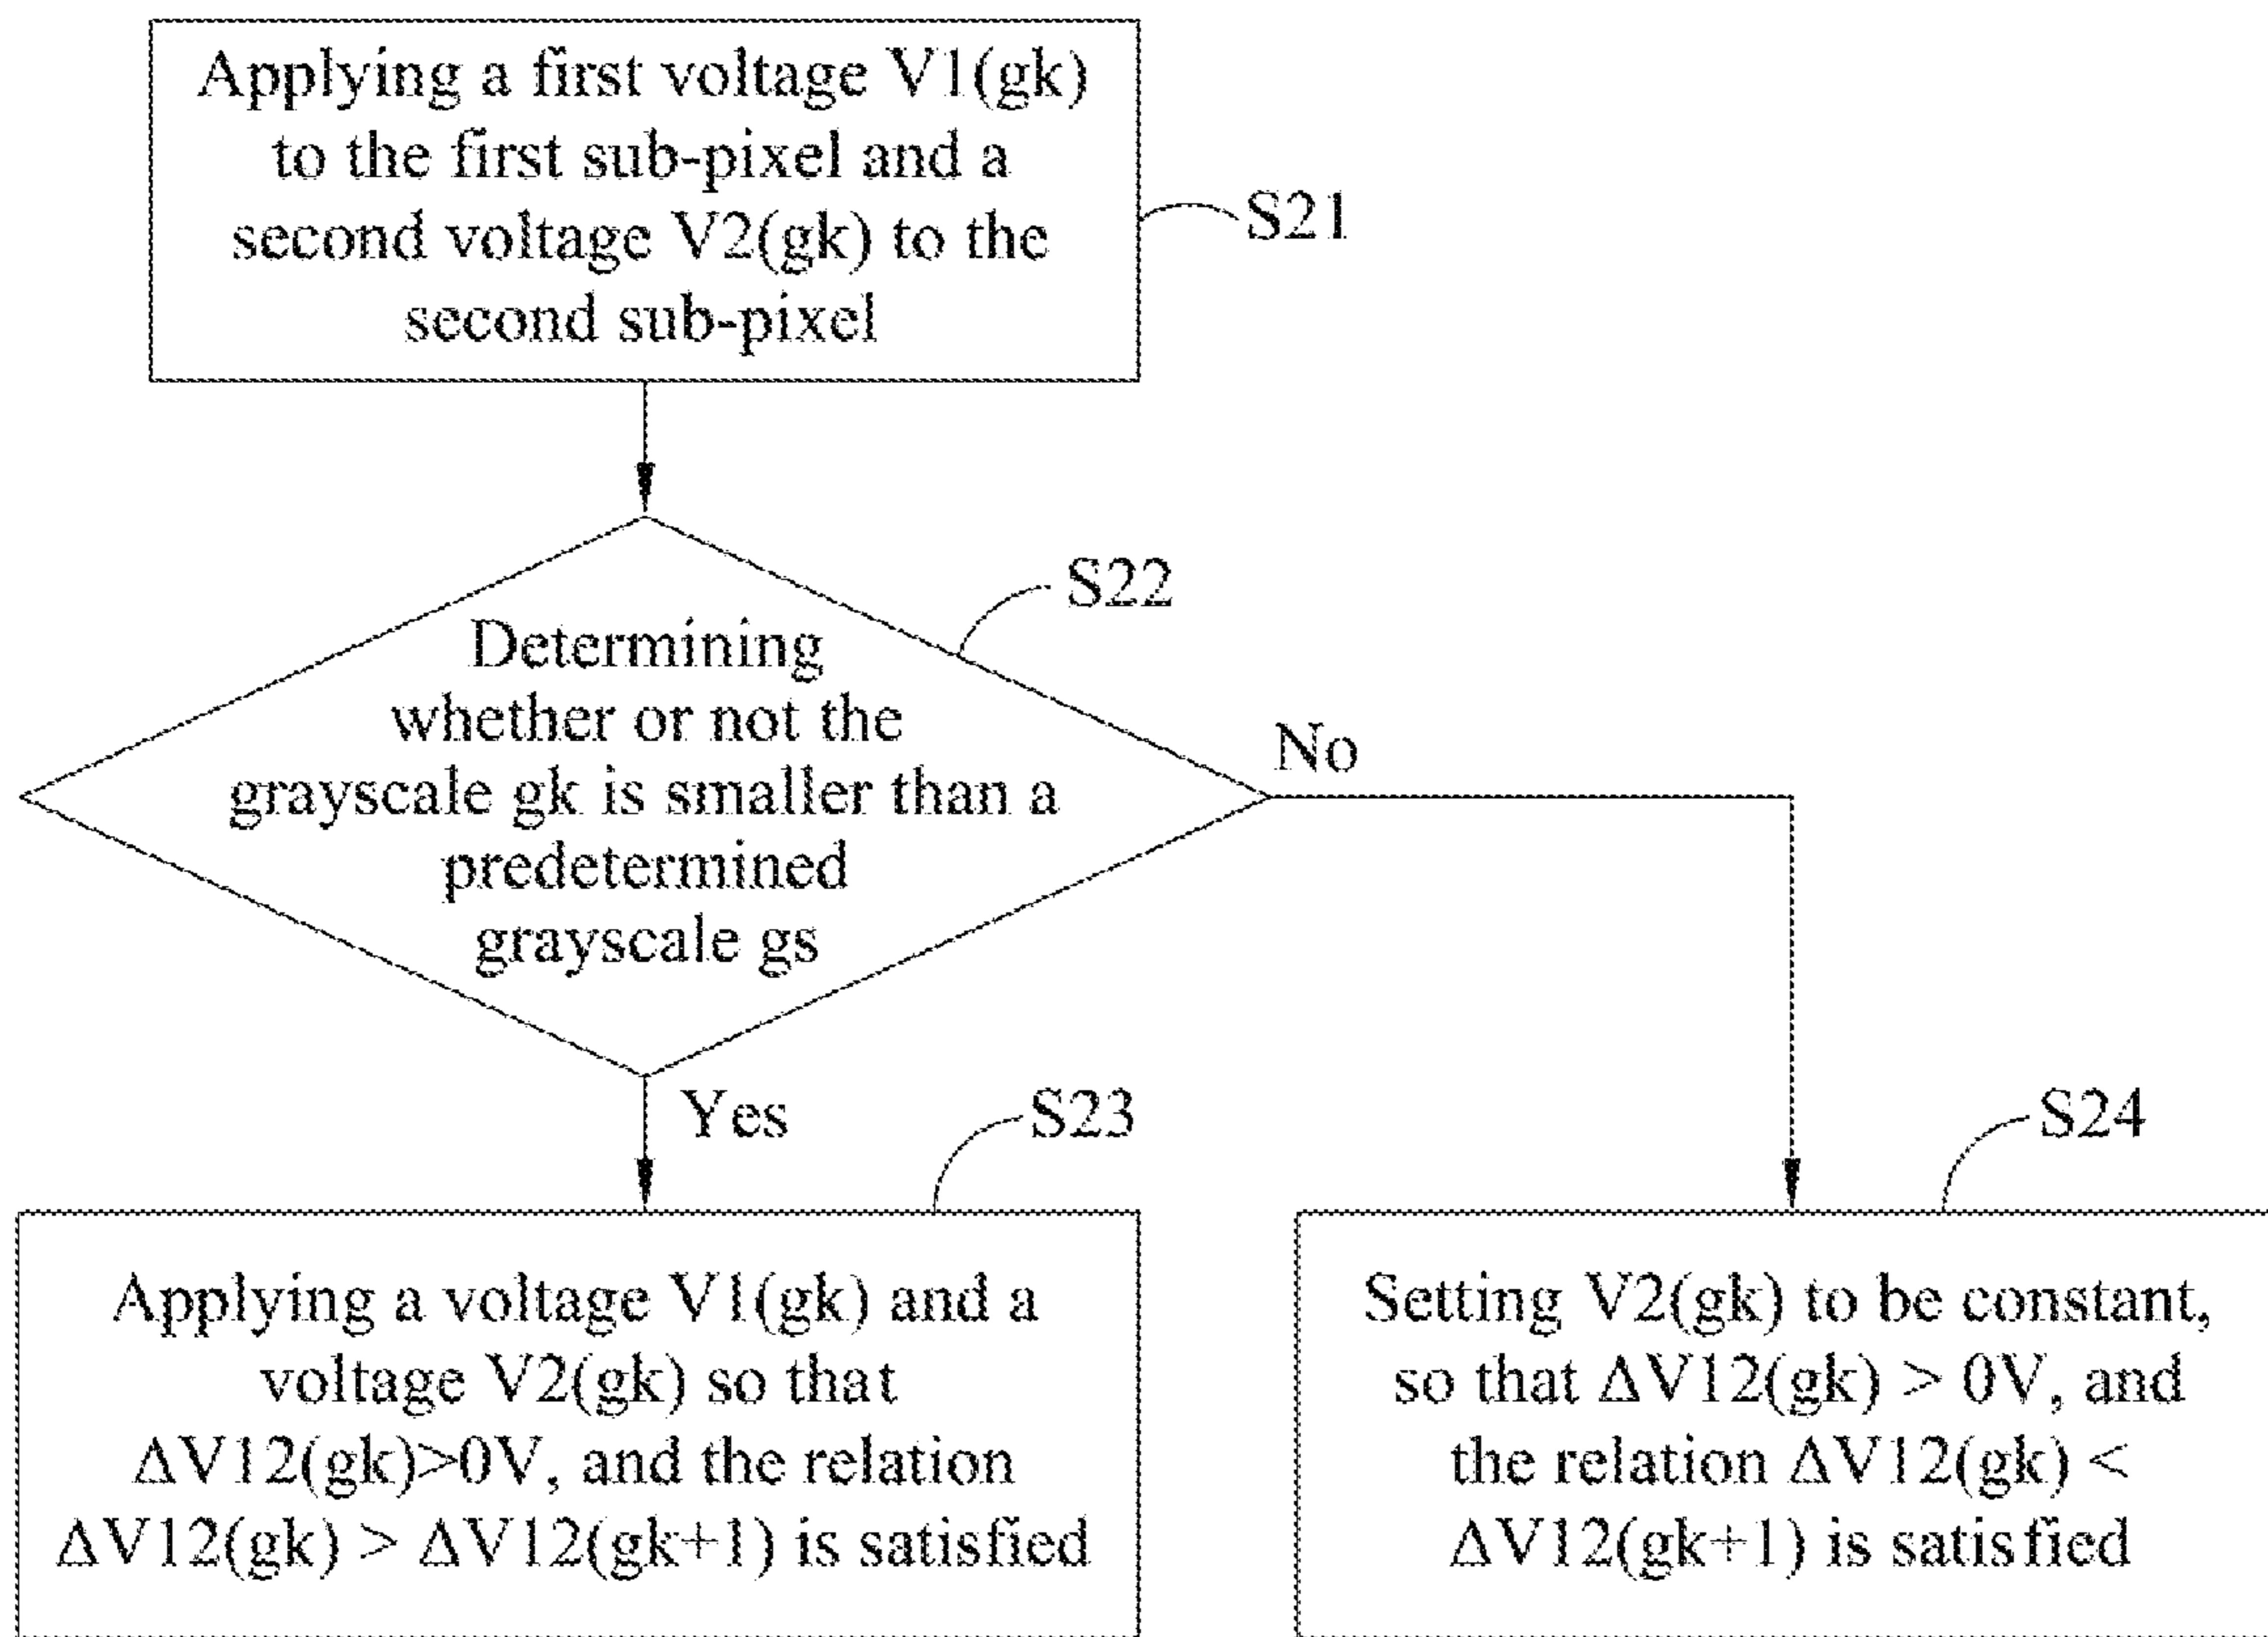 Applying a first voltage V1(gk)
to the first sub-pixel and a
second voltage V2(gk) to the
second sub-pixel
S21
S22
Determining
whether or not the
grayscale gk is smaller than a
predetermined
grayscale gs
No
Yes
S23
S24
Applying a voltage V1(gk) and a
voltage V2(gk) so that
ΔV12(gk)>0V, and the relation
ΔV12(gk) > ΔV12(gk+1) is satisfied
Setting V2(gk) to be constant,
so that ΔV12(gk) > 0V, and
the relation ΔV12(gk) <
ΔV12(gk+1) is satisfied